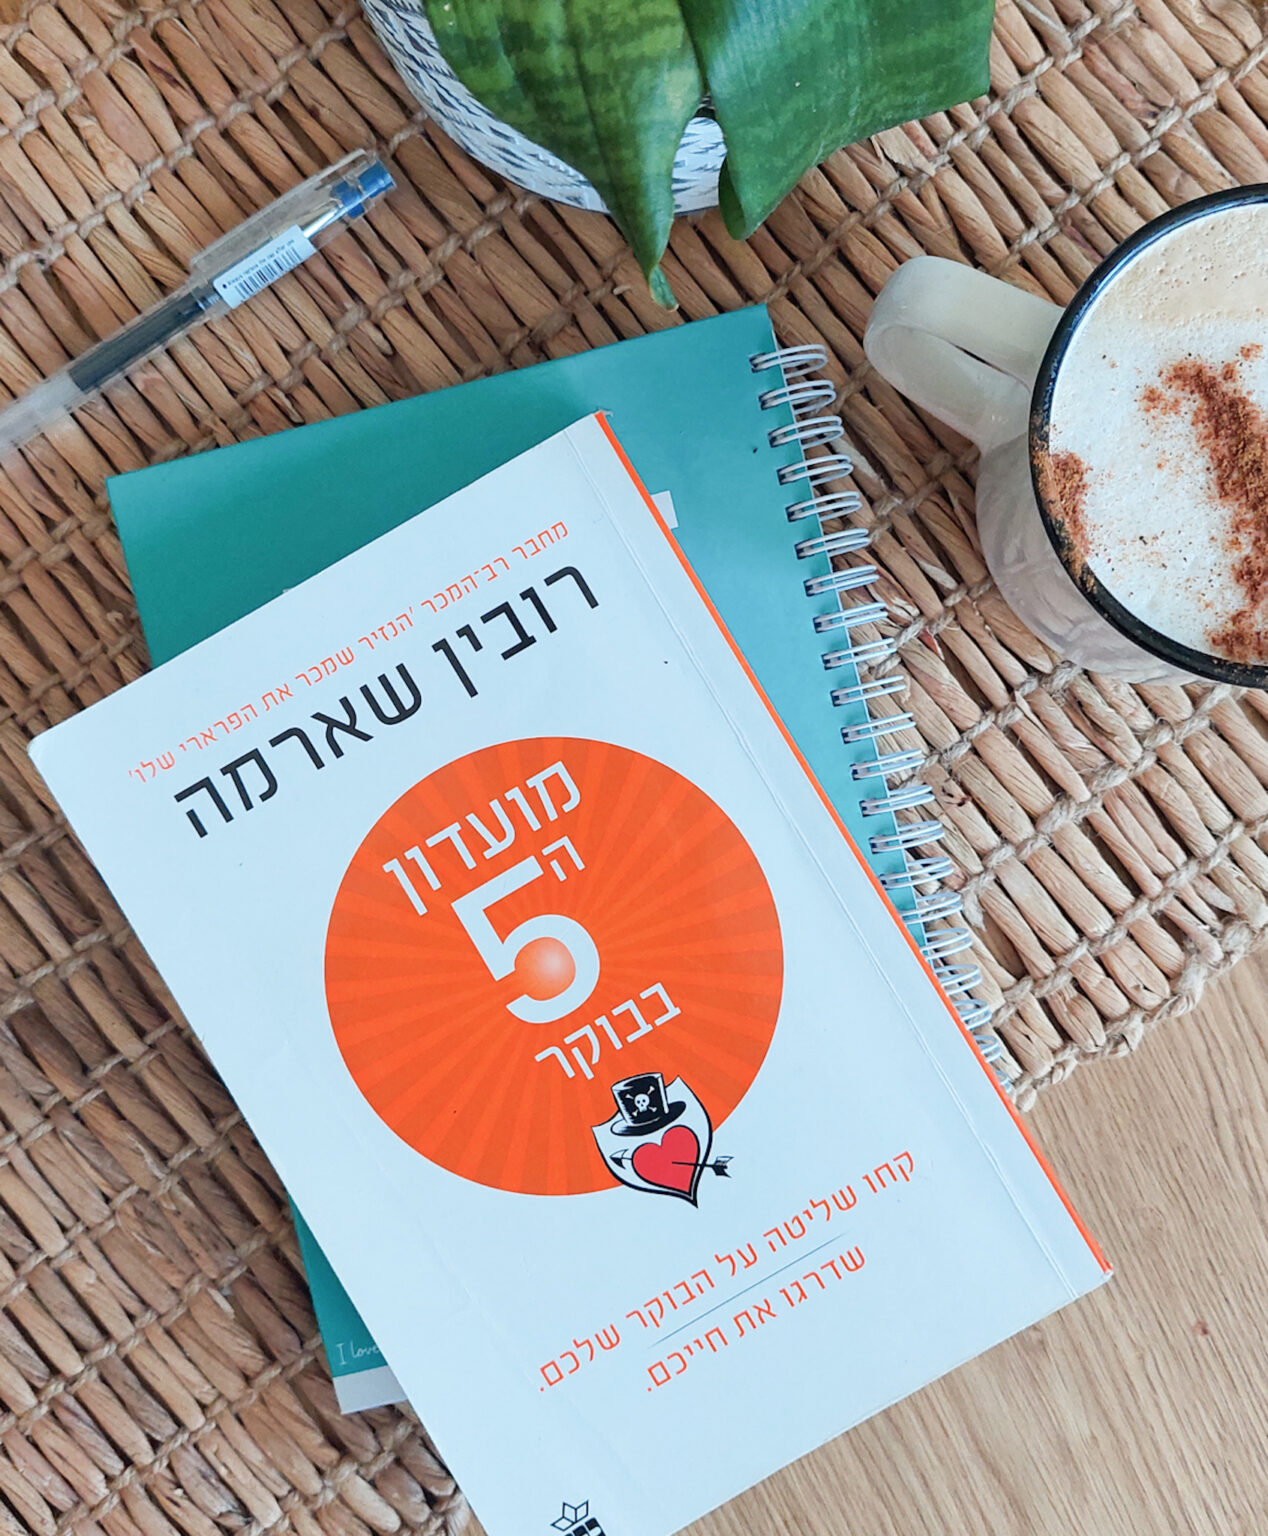 מחבר רב־המכר 'הנזיר שמכר את הפרארי שלו'
רובין שארמה
מועדון
ה
5
בבוקר
קחו שליטה על הבוקר שלכם.
שדרגו את חייכם.
I love